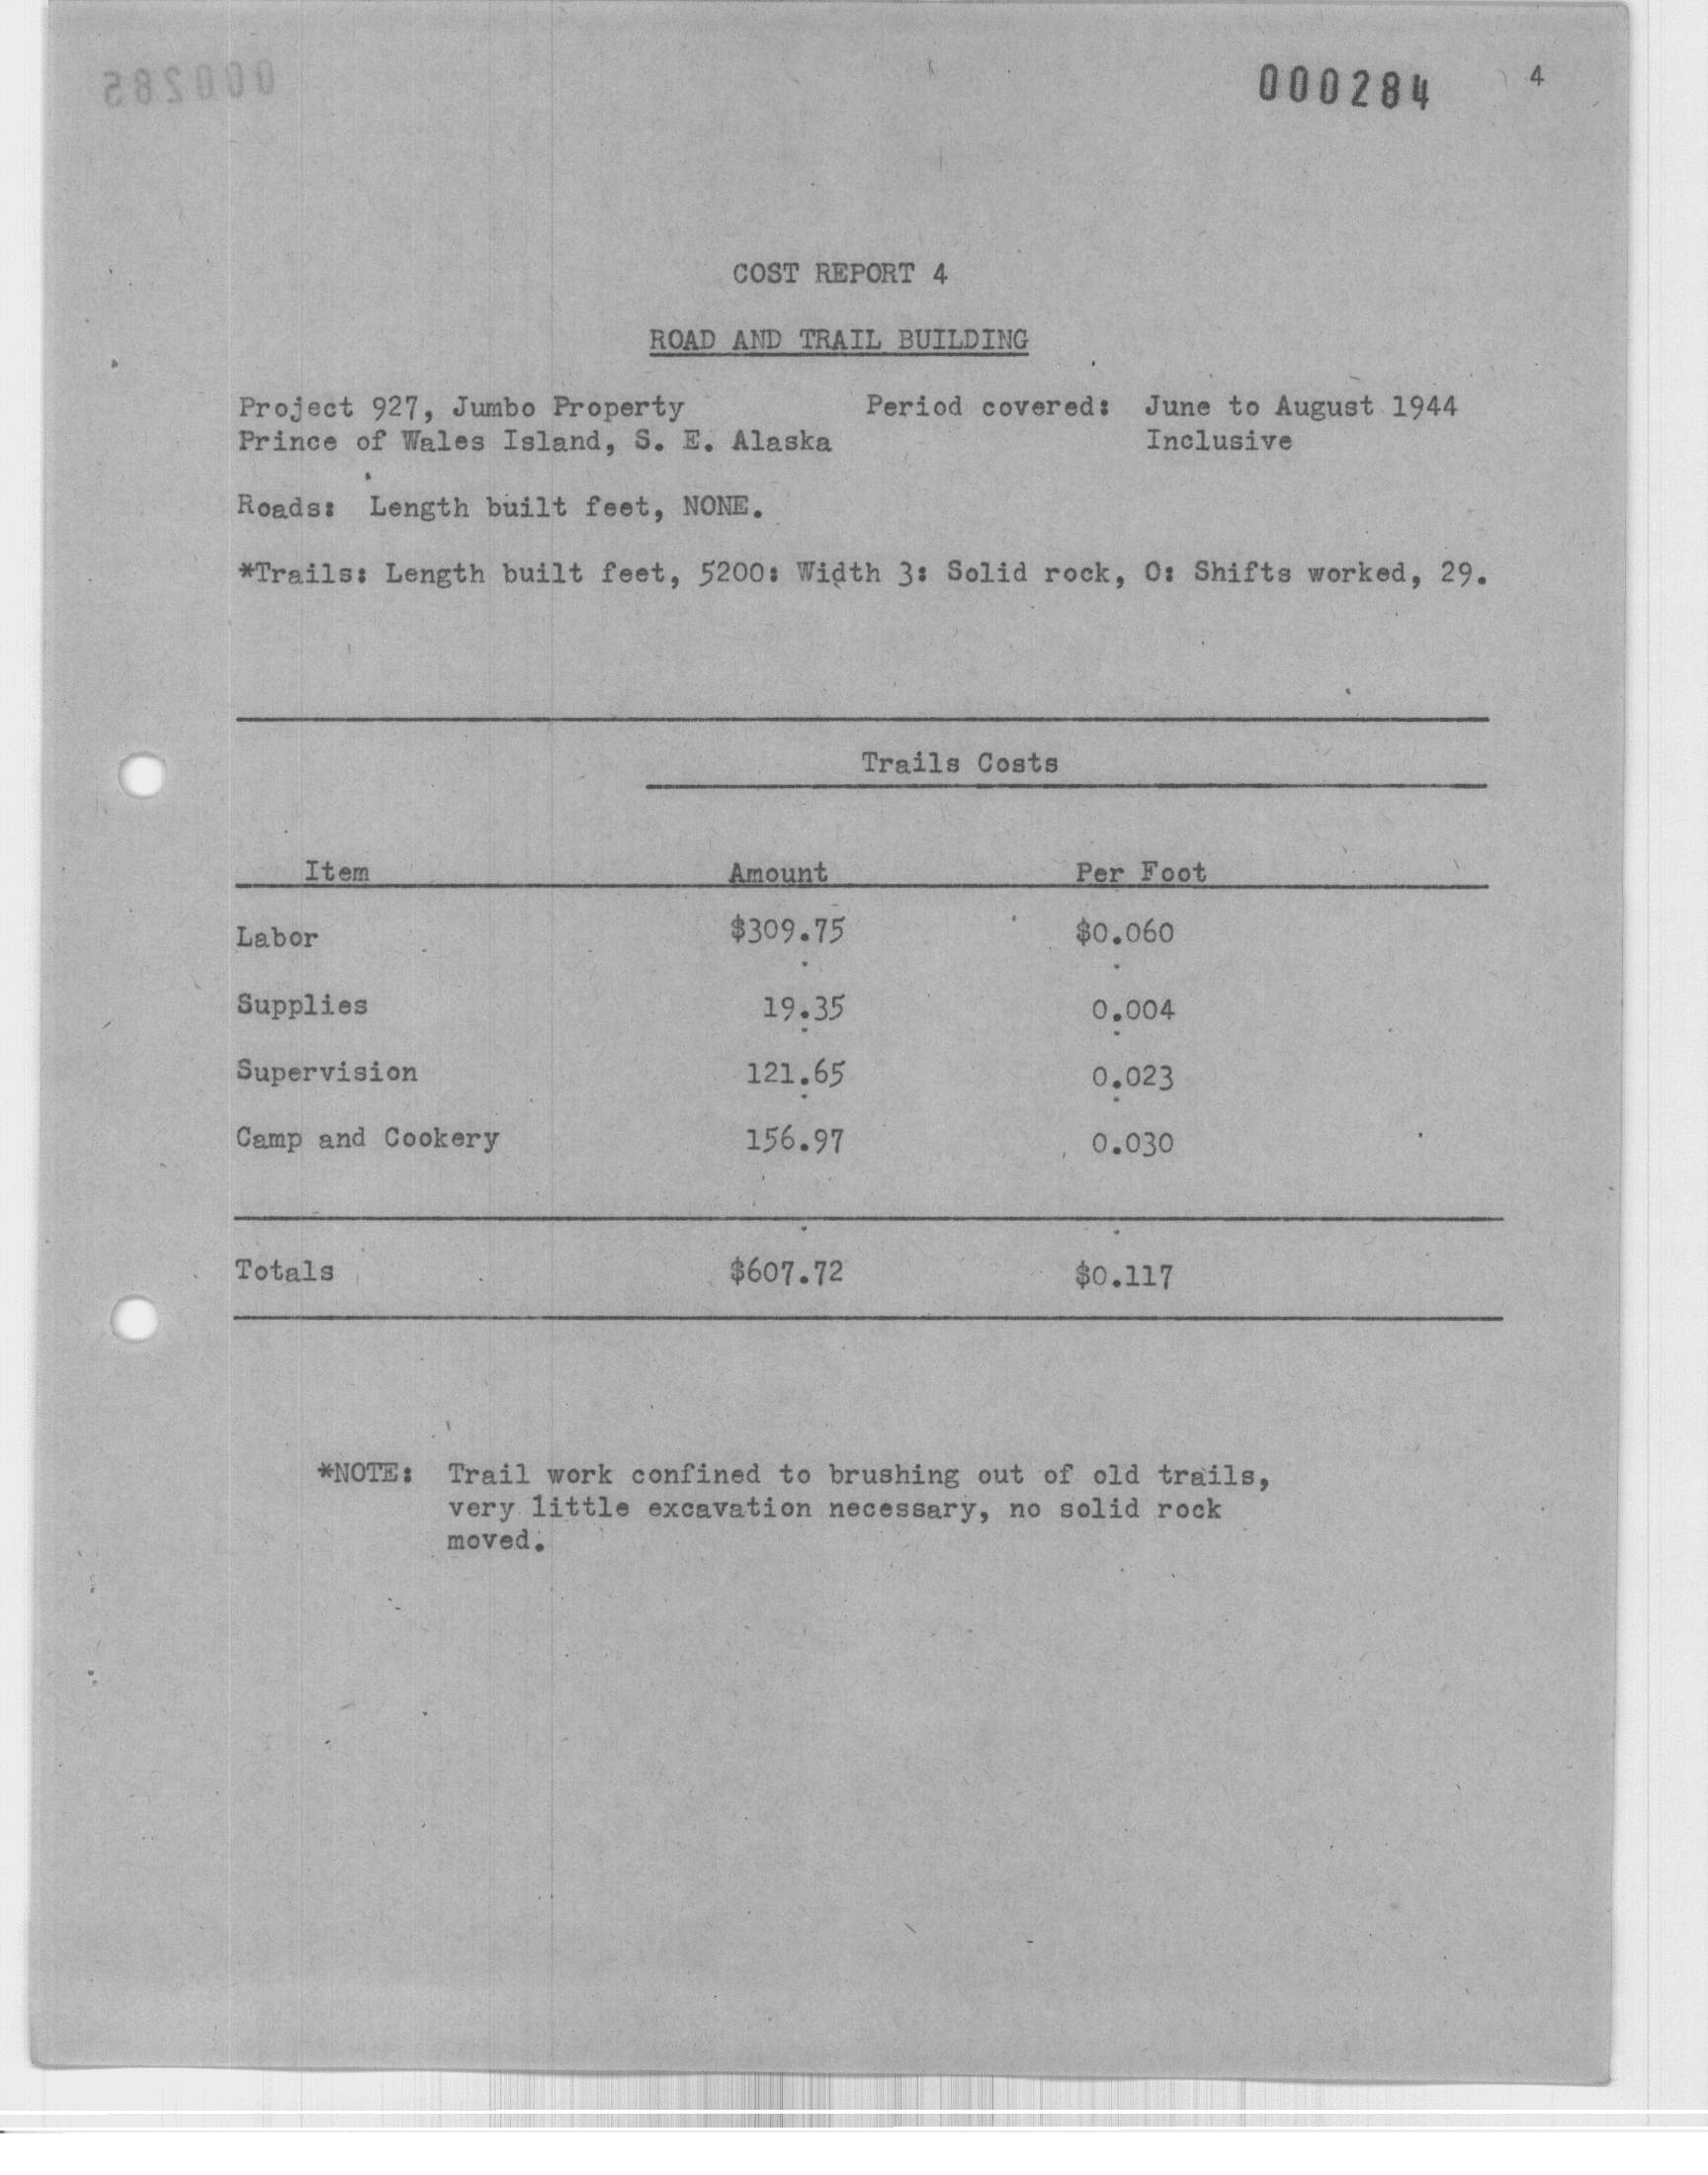 000285
000284 4
COST REPORT 4
ROAD AND TRAIL BUILDING
Project 927, Jumbo Property Period covered: June to August 1944
Prince of Wales Island, S. E. Alaska Inclusive
Roads: Length built feet, NONE.
*Trails: Length built feet, 5200: Width 3: Solid rock, 0: Shifts worked, 29.
Trails Costs
Item Amount Per Foot
Labor $309.75 $0.060
Supplies 19.35 0.004
Supervision 121.65 0.023
Camp and Cookery 156.97 0.030
Totals $607.72 $0.117
*NOTE: Trail work confined to brushing out of old trails,
very little excavation necessary, no solid rock
moved.